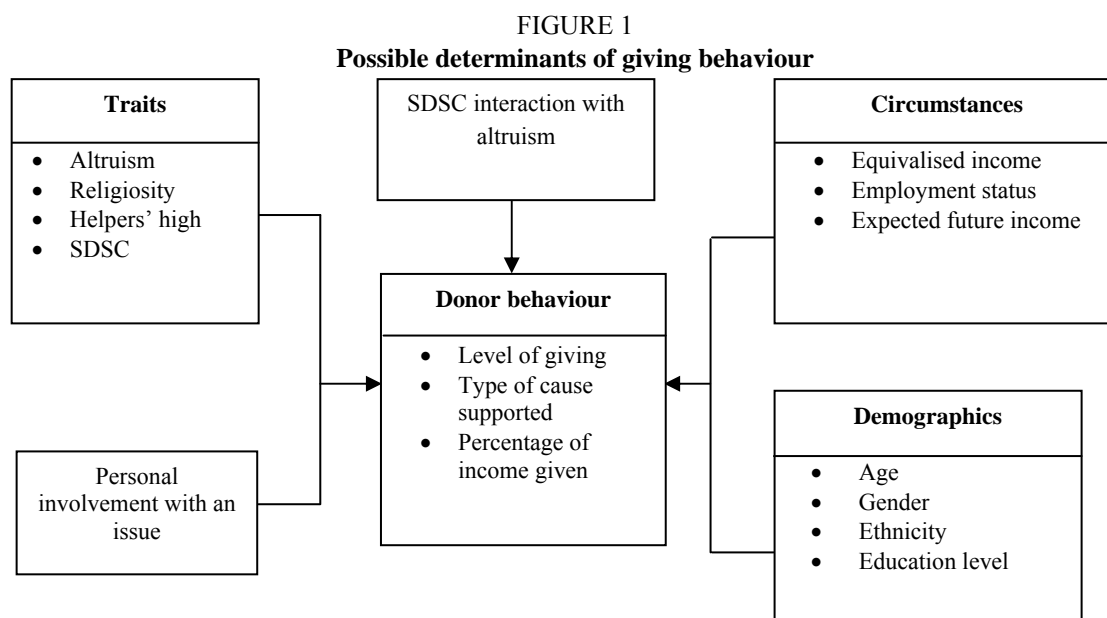 FIGURE 1
Possible determinants of giving behaviour
Traits
• Altruism
• Religiosity
• Helpers’ high
• SDSC
SDSC interaction with
altruism
Circumstances
• Equivalised income
• Employment status
• Expected future income
Donor behaviour
• Level of giving
• Type of cause
supported
• Percentage of
income given
Personal
involvement with an
issue
Demographics
• Age
• Gender
• Ethnicity
• Education level